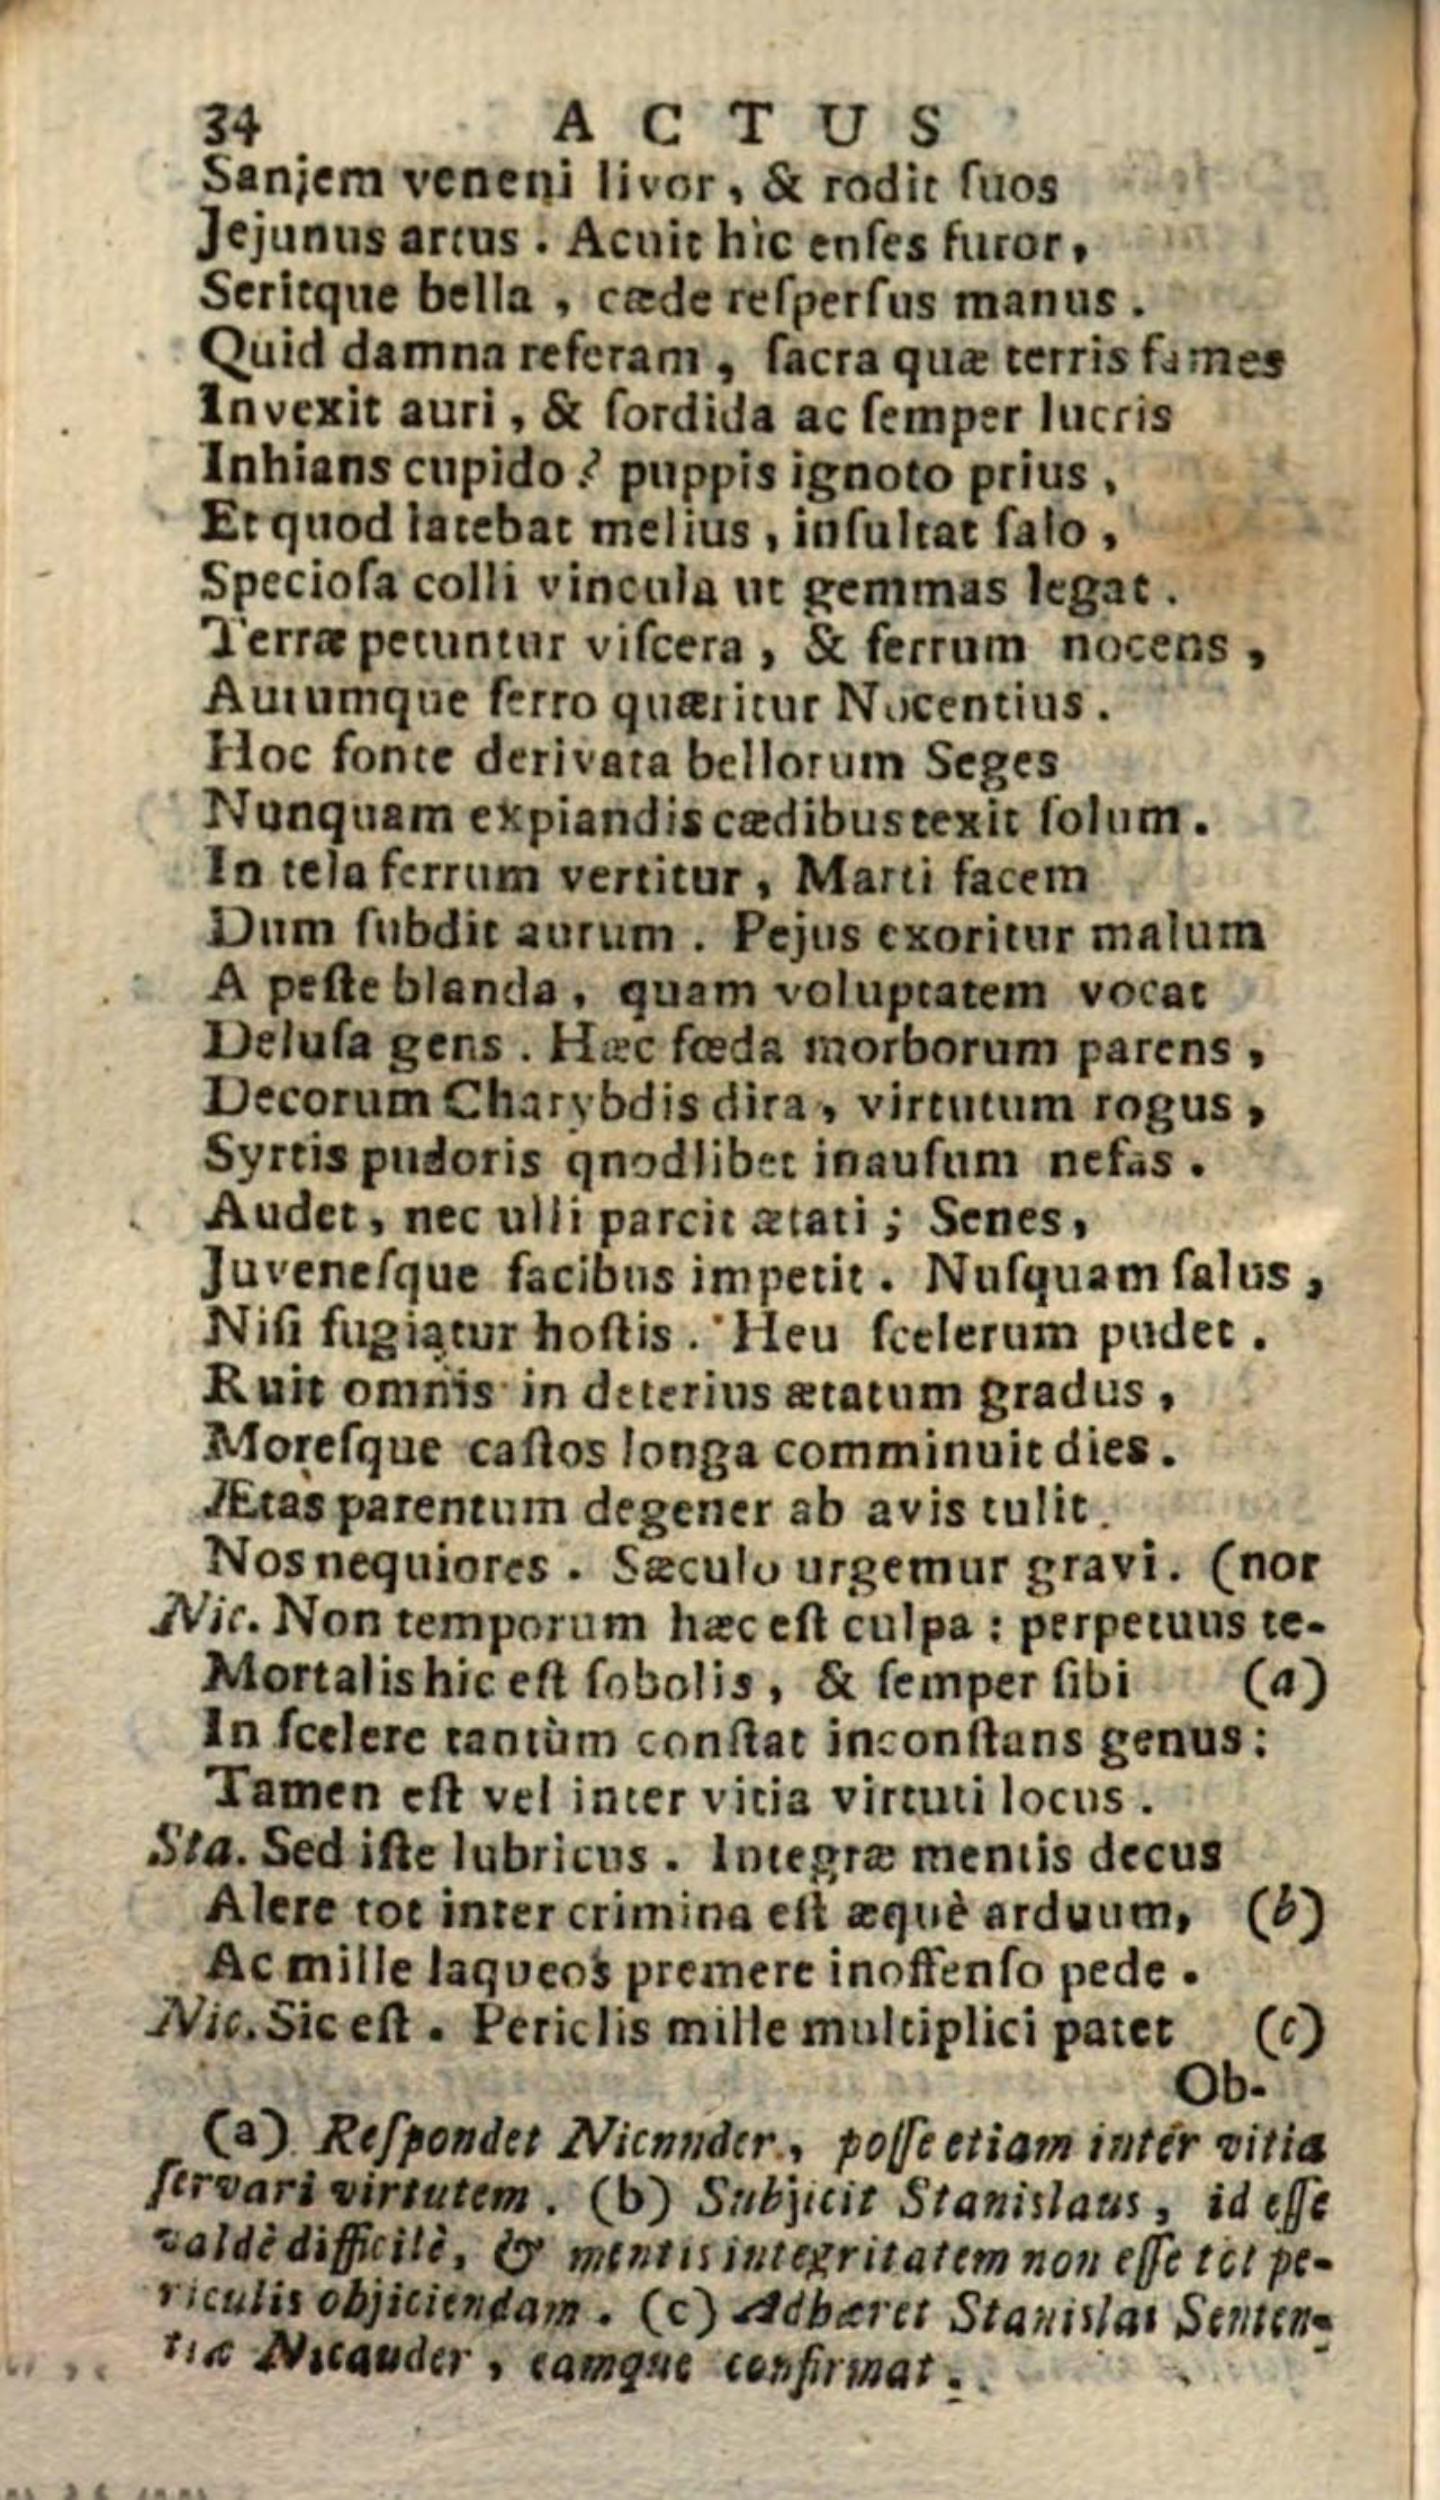 34 ACTUS
Saniem veneni livor, & rodit ſuos
Jejunus artus. Acuit hìc enſes furor,
Seritque bella, cæde reſperſus manus.
Quid damna referam, ſacra quæ terris fames
Invexit auri, & ſordida ac ſemper lucris
Inhians cupido? puppis ignoto prius,
Et quod latebat melius, inſultat ſalo,
Specioſa colli vincula ut gemmas legat.
Terræ petuntur viſcera, & ferrum nocens,
Aurumque ferro quæritur Nocentius.
Hoc fonte derivata bellorum Seges
Nunquam expiandis cædibus texit ſolum.
In tela ferrum vertitur, Marti facem
Dum ſubdit aurum. Pejus exoritur malum
A peſte blanda, quam voluptatem vocat
Deluſa gens. Hæc fœda morborum parens,
Decorum Charybdis dira, virtutum rogus,
Syrtis pudoris qnodlibet inauſum nefas.
Audet, nec ulli parcit ætati; Senes,
Juveneſque facibus impetit. Nuſquam ſalus,
Niſi fugiatur hoſtis. Heu ſcelerum pudet.
Ruit omnis in deterius ætatum gradus,
Moreſque caſtos longa comminuit dies.
Ætas parentum degener ab avis tulit.
Nos nequiores. Sæculo urgemur gravi. (nor
Nic. Non temporum hæc eſt culpa: perpetuus te-
Mortalis hic eſt ſobolis, & ſemper ſibi (a)
In ſcelere tantùm conſtat inconſtans genus:
Tamen eſt vel inter vitia virtuti locus.
Sta. Sed iſte lubricus. Integræ mentis decus
Alere tot inter crimina eſt æquè arduum, (b)
Ac mille laqueos premere inoffenſo pede.
Nic. Sic eſt. Periclis mille multiplici patet (c)
Ob-
(a) Reſpondet Nicnnder, poſſe etiam inter vitia
ſervari virtutem. (b) Subjicit Stanislaus, id eſſe
valdè difficilè, & mentis integritatem non eſſe tot pe-
riculis objiciendam. (c) Adhæret Stanislai Senten-
tiæ Nicauder, eamque confirmat.